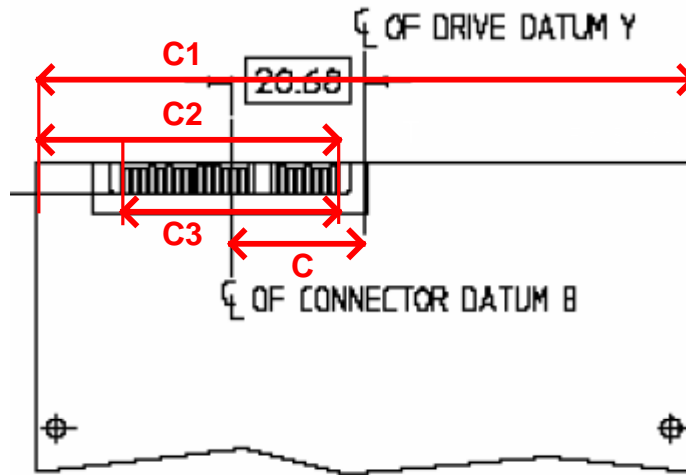 ℄ OF DRIVE DATUM Y
C1
20.68
C2
C3
C
℄ OF CONNECTOR DATUM B